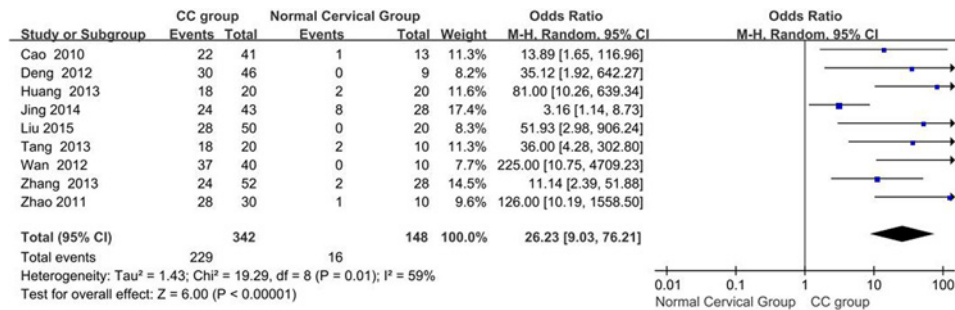 CC group Normal Cervical Group Odds Ratio Odds Ratio
Study or Subgroup Events Total Events Total Weight M-H. Random. 95% CI M-H. Random. 95% CI
Cao 2010 22 41 1 13 11.3% 13.89 [1.65, 116.96]
Deng 2012 30 46 0 9 8.2% 35.12 [1.92, 642.27]
Huang 2013 18 20 2 20 11.6% 81.00 [10.26, 639.34]
Jing 2014 24 43 8 28 17.4% 3.16 [1.14, 8.73]
Liu 2015 28 50 0 20 8.3% 51.93 [2.98, 906.24]
Tang 2013 18 20 2 10 11.3% 36.00 [4.28, 302.80]
Wan 2012 37 40 0 10 7.7% 225.00 [10.75, 4709.23]
Zhang 2013 24 52 2 28 14.5% 11.14 [2.39, 51.88]
Zhao 2011 28 30 1 10 9.6% 126.00 [10.19, 1558.50]
Total (95% CI) 342 148 100.0% 26.23 [9.03, 76.21]
Total events 229 16
Heterogeneity: Tau² = 1.43; Chi² = 19.29, df = 8 (P = 0.01); I² = 59%
Test for overall effect: Z = 6.00 (P < 0.00001)
0.01 0.1 1 10 100
Normal Cervical Group CC group